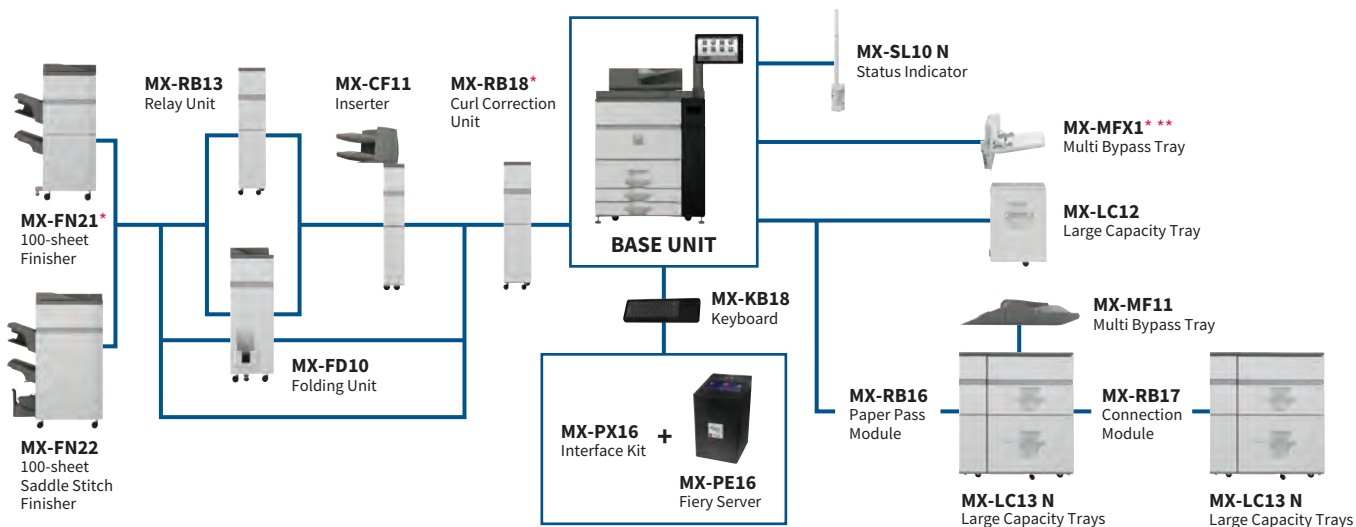 MX-RB13
Relay Unit
MX-CF11
Inserter
MX-RB18*
Curl Correction
Unit
MX-FN21*
100-sheet
Finisher
MX-FN22
100-sheet
Saddle Stitch
Finisher
MX-FD10
Folding Unit
BASE UNIT
MX-KB18
Keyboard
MX-PX16
Interface Kit
+
MX-PE16
Fiery Server
MX-SL10 N
Status Indicator
MX-MFX1* **
Multi Bypass Tray
MX-LC12
Large Capacity Tray
MX-MF11
Multi Bypass Tray
MX-RB16
Paper Pass
Module
MX-RB17
Connection
Module
MX-LC13 N
Large Capacity Trays
MX-LC13 N
Large Capacity Trays